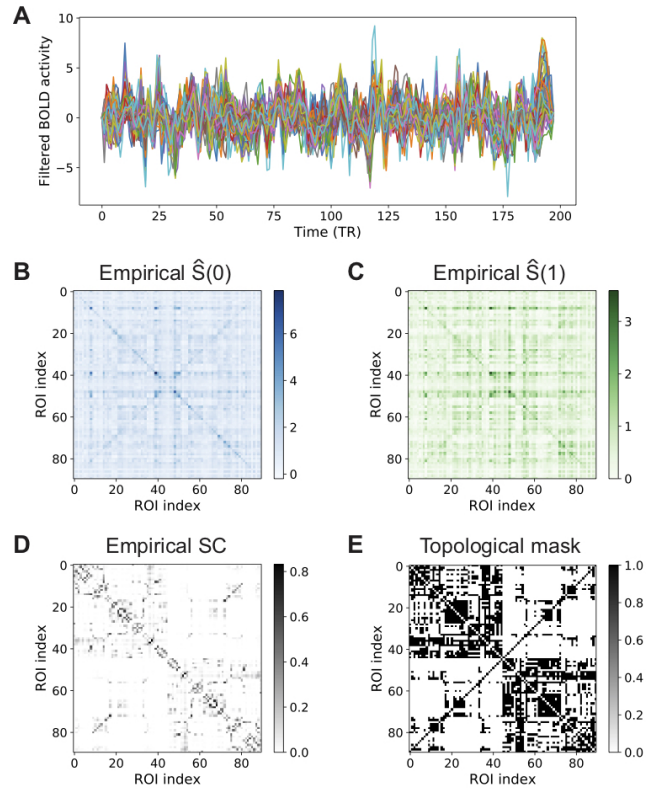 A
10
5
0
−5
Filtered BOLD activity
0 25 50 75 100 125 150 175 200
Time (TR)
B Empirical Ŝ(0)
0
20
40
60
80
ROI index
0 20 40 60 80
ROI index
6
4
2
0
C Empirical Ŝ(1)
0
20
40
60
80
ROI index
0 20 40 60 80
ROI index
3
2
1
0
D Empirical SC
0
20
40
60
80
ROI index
0 20 40 60 80
ROI index
0.8
0.6
0.4
0.2
0.0
E Topological mask
0
20
40
60
80
ROI index
0 20 40 60 80
ROI index
1.0
0.8
0.6
0.4
0.2
0.0